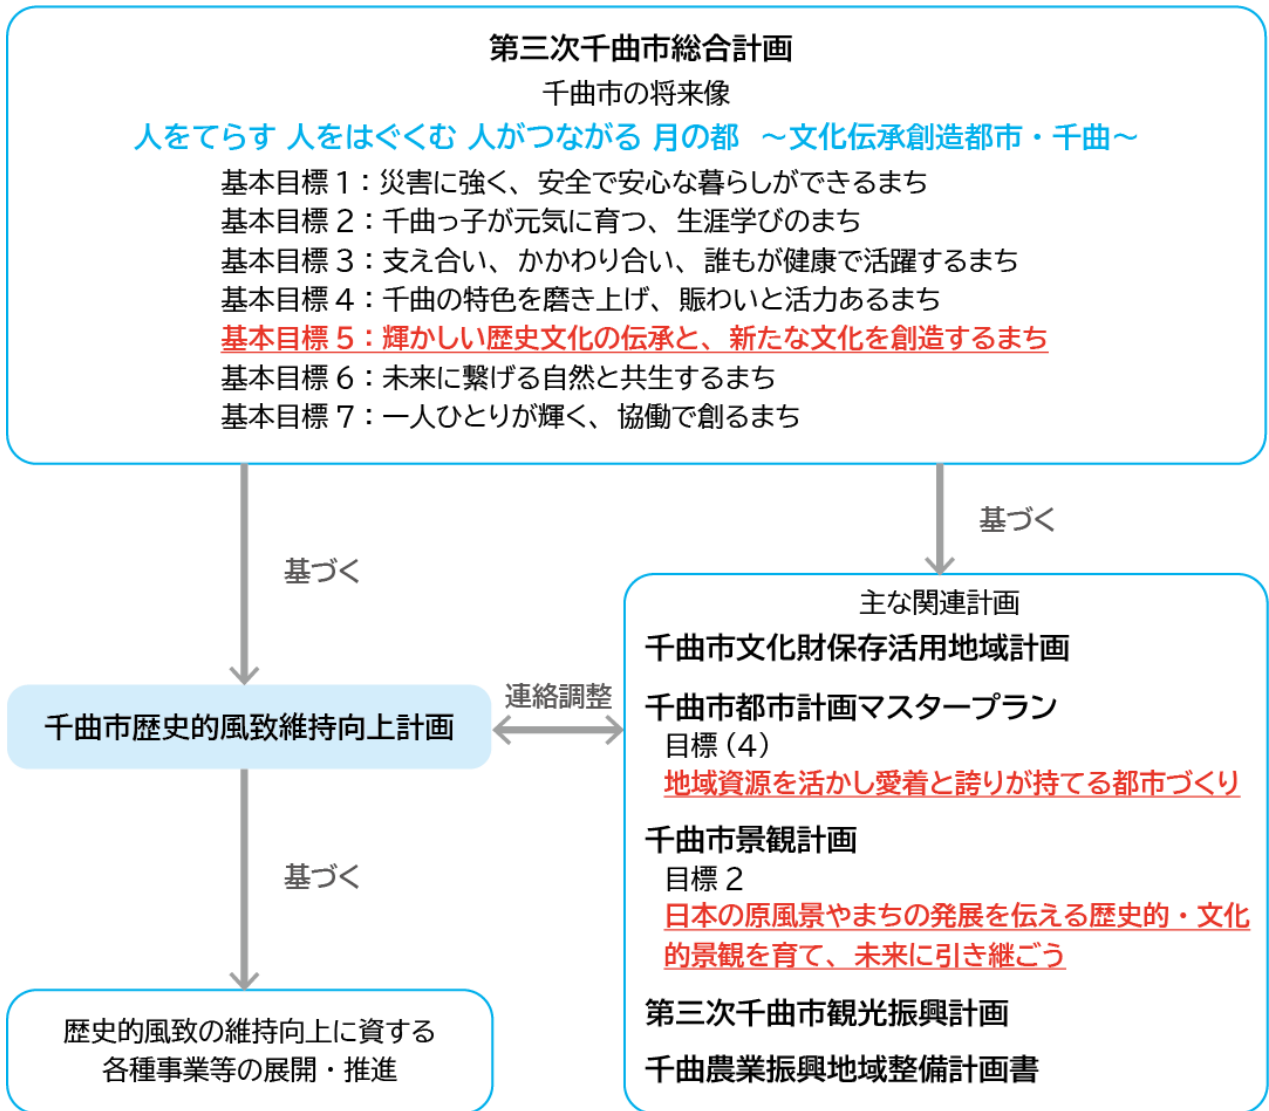 第三次千曲市総合計画
千曲市の将来像
人をてらす 人をはぐくむ 人がつながる 月の都 ～文化伝承創造都市・千曲～
基本目標１：災害に強く、安全で安心な暮らしができるまち
基本目標２：千曲っ子が元気に育つ、生涯学びのまち
基本目標３：支え合い、かかわり合い、誰もが健康で活躍するまち
基本目標４：千曲の特色を磨き上げ、賑わいと活力あるまち
基本目標５：輝かしい歴史文化の伝承と、新たな文化を創造するまち
基本目標６：未来に繋げる自然と共生するまち
基本目標７：一人ひとりが輝く、協働で創るまち
基づく
基づく
千曲市歴史的風致維持向上計画
連絡調整
基づく
歴史的風致の維持向上に資する
各種事業等の展開・推進
主な関連計画
千曲市文化財保存活用地域計画
千曲市都市計画マスタープラン
目標（4）
地域資源を活かし愛着と誇りが持てる都市づくり
千曲市景観計画
目標２
日本の原風景やまちの発展を伝える歴史的・文化
的景観を育て、未来に引き継ごう
第三次千曲市観光振興計画
千曲農業振興地域整備計画書